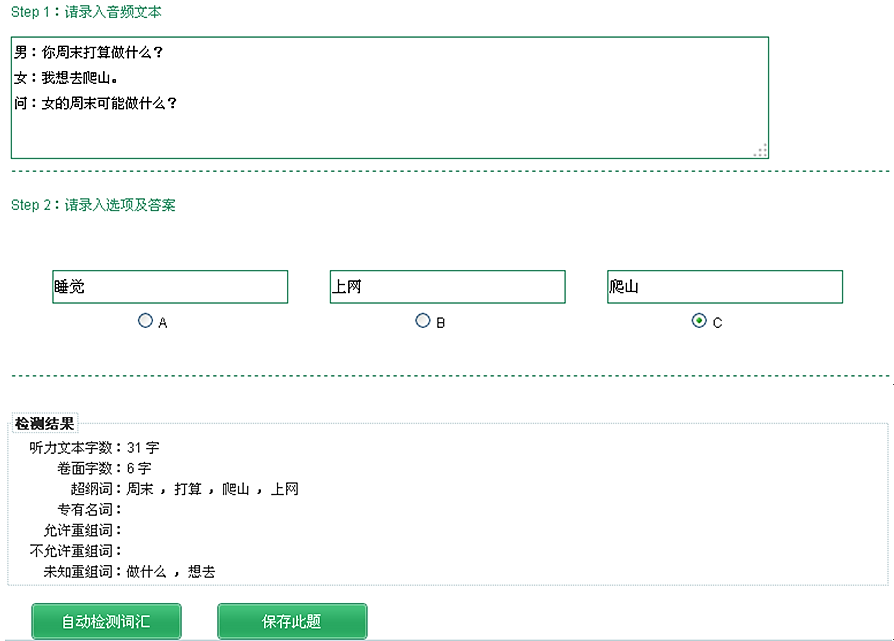 Step 1：请录入音频文本
男：你周末打算做什么？
女：我想去爬山。
问：女的周末可能做什么？
Step 2：请录入选项及答案
睡觉 上网 爬山
A B C
检测结果
听力文本字数：31 字
卷面字数：6 字
超纲词：周末 ，打算 ，爬山 ，上网
专有名词：
允许重组词：
不允许重组词：
未知重组词：做什么 ，想去
自动检测词汇 保存此题